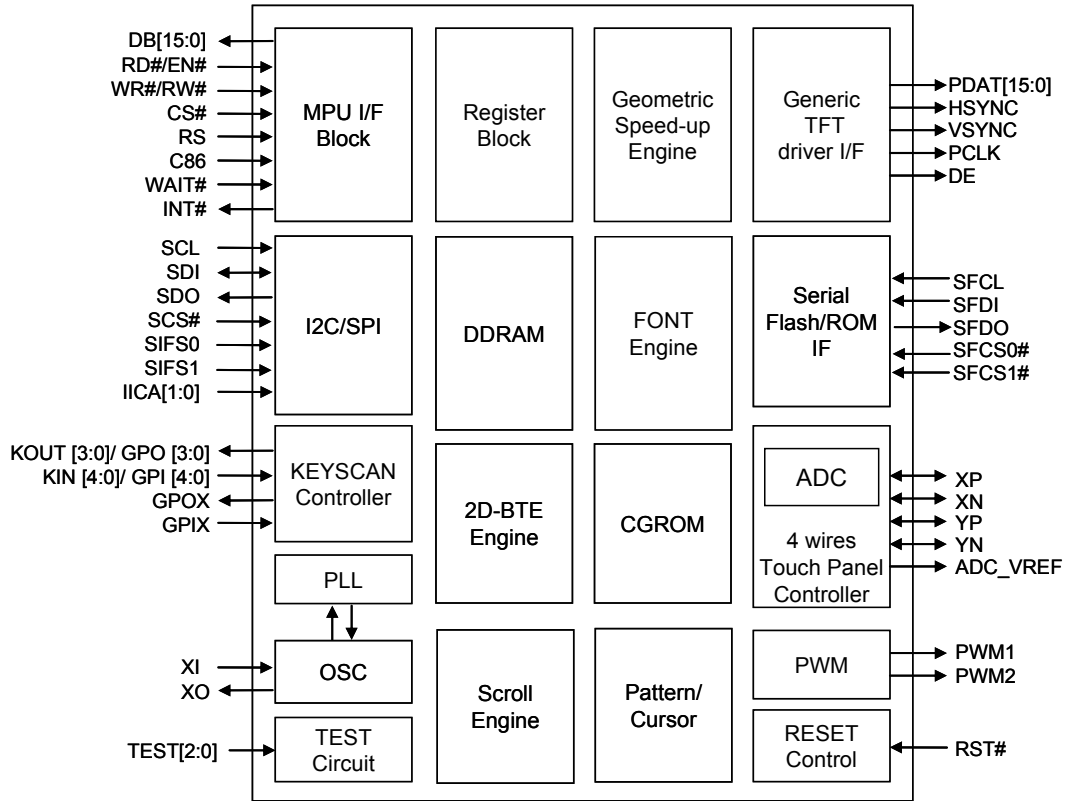 DB[15:0]
RD#/EN#
WR#/RW#
CS#
RS
C86
WAIT#
INT#
MPU I/F
Block
Register
Block
Geometric
Speed-up
Engine
Generic
TFT
driver I/F
PDAT[15:0]
HSYNC
VSYNC
PCLK
DE
SCL
SDI
SDO
SCS#
SIFS0
SIFS1
IICA[1:0]
I2C/SPI
DDRAM
FONT
Engine
Serial
Flash/ROM
IF
SFCL
SFDI
SFDO
SFCS0#
SFCS1#
KOUT [3:0]/ GPO [3:0]
KIN [4:0]/ GPI [4:0]
GPOX
GPIX
KEYSCAN
Controller
2D-BTE
Engine
CGROM
ADC
4 wires
Touch Panel
Controller
XP
XN
YP
YN
ADC_VREF
PLL
XI
XO
OSC
Scroll
Engine
Pattern/
Cursor
PWM
PWM1
PWM2
TEST[2:0]
TEST
Circuit
RESET
Control
RST#